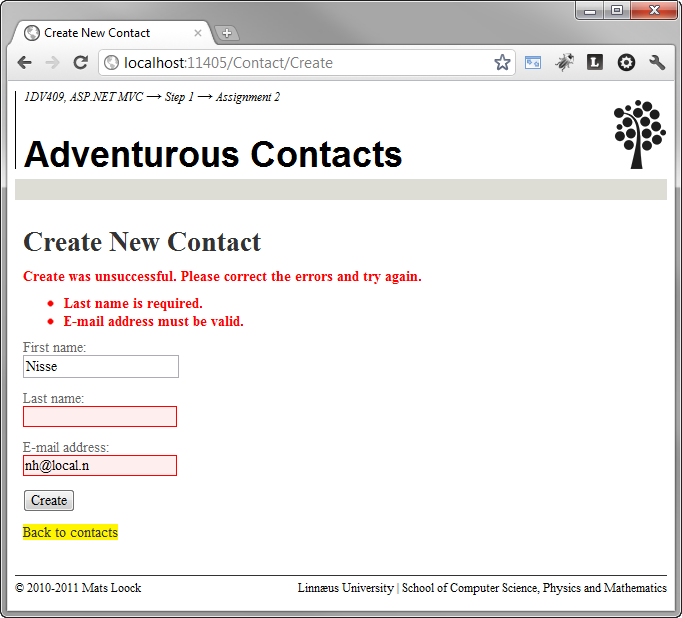 Create New Contact
localhost:11405/Contact/Create
L
1DV409, ASP.NET MVC → Step 1 → Assignment 2
Adventurous Contacts
Create New Contact
Create was unsuccessful. Please correct the errors and try again.
• Last name is required.
• E-mail address must be valid.
First name:
Nisse
Last name:
E-mail address:
nh@local.n
Create
Back to contacts
© 2010-2011 Mats Loock
Linnæus University | School of Computer Science, Physics and Mathematics